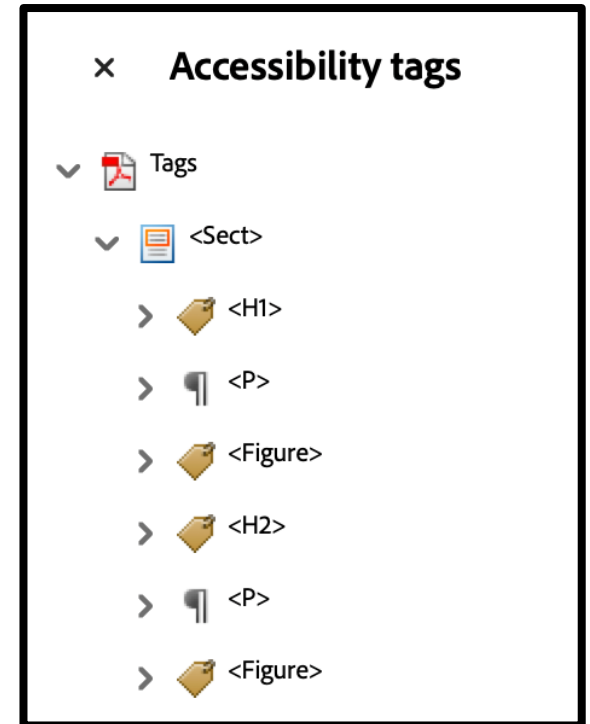 × Accessibility tags
Tags
<Sect>
<H1>
<P>
<Figure>
<H2>
<P>
<Figure>